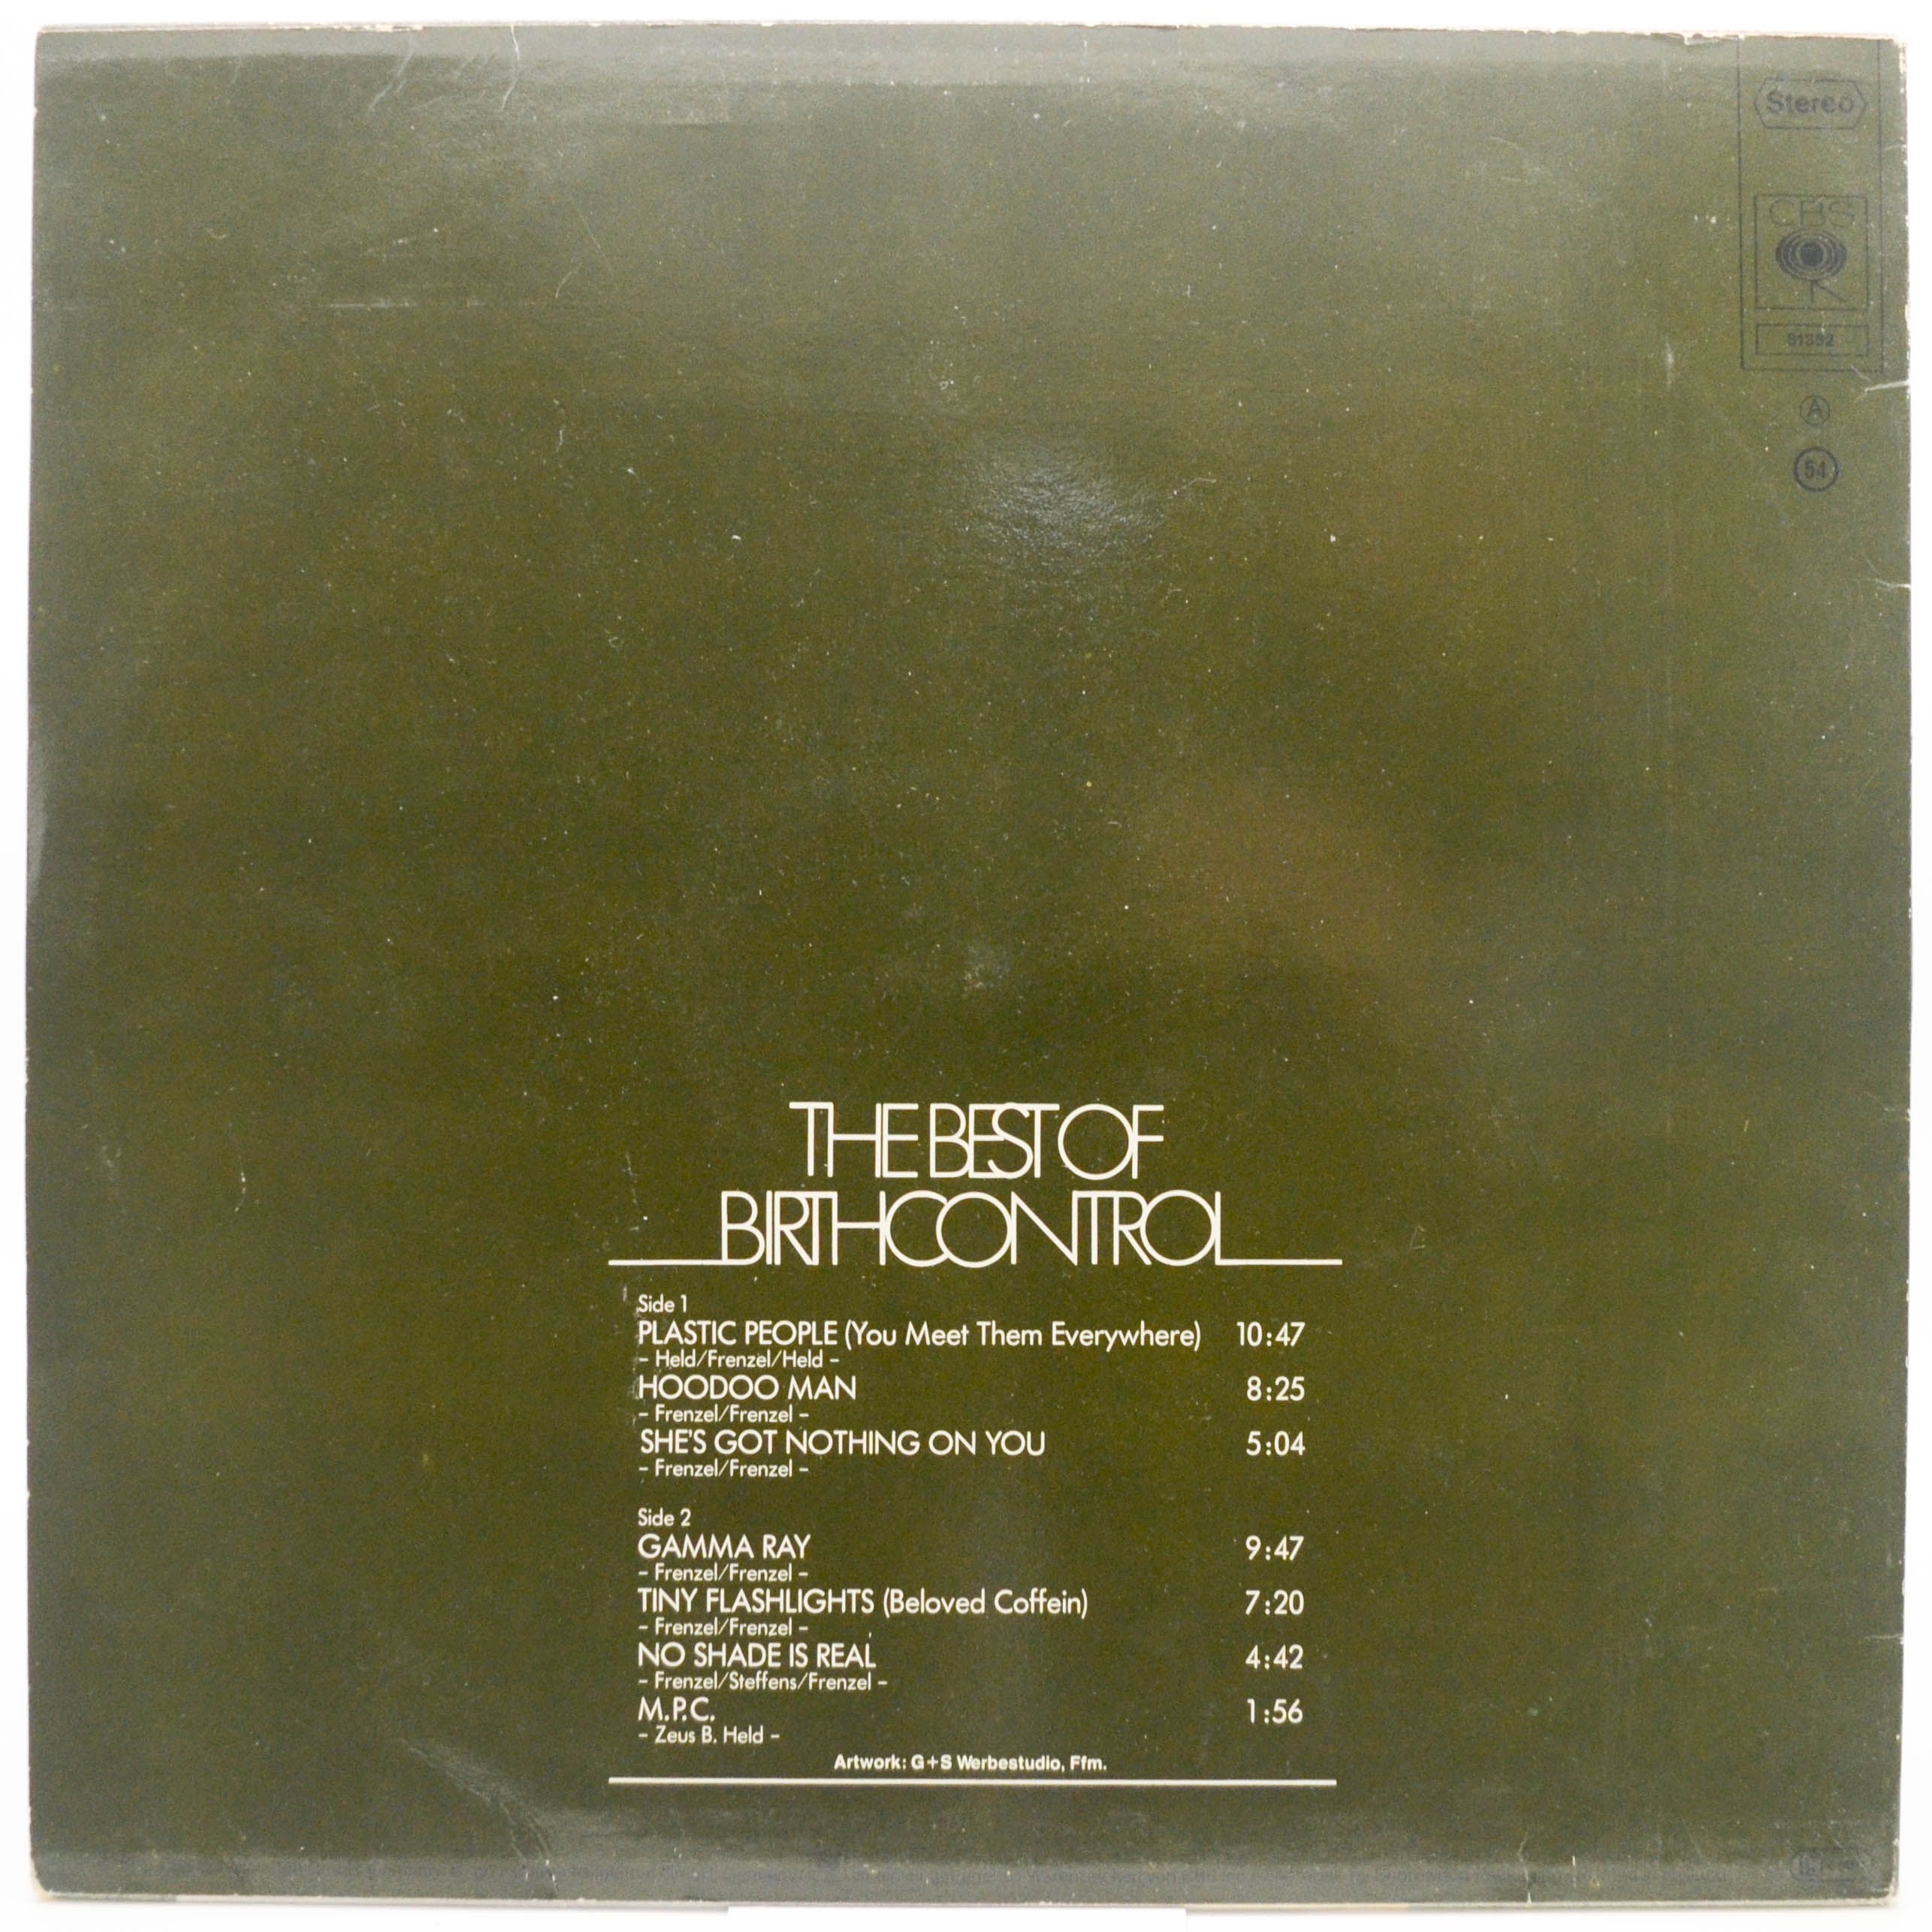 Stereo
CBS
A
54
THE BEST OF
BIRTHCONTROL
Side 1
PLASTIC PEOPLE (You Meet Them Everywhere) 10:47
- Held/Frenzel/Held -
HOODOO MAN 8:25
- Frenzel/Frenzel -
SHE'S GOT NOTHING ON YOU 5:04
- Frenzel/Frenzel -
Side 2
GAMMA RAY 9:47
- Frenzel/Frenzel -
TINY FLASHLIGHTS (Beloved Coffein) 7:20
- Frenzel/Frenzel -
NO SHADE IS REAL 4:42
- Frenzel/Steffens/Frenzel -
M.P.C. 1:56
- Zeus B. Held -
Artwork: G+S Werbestudio, Ffm.